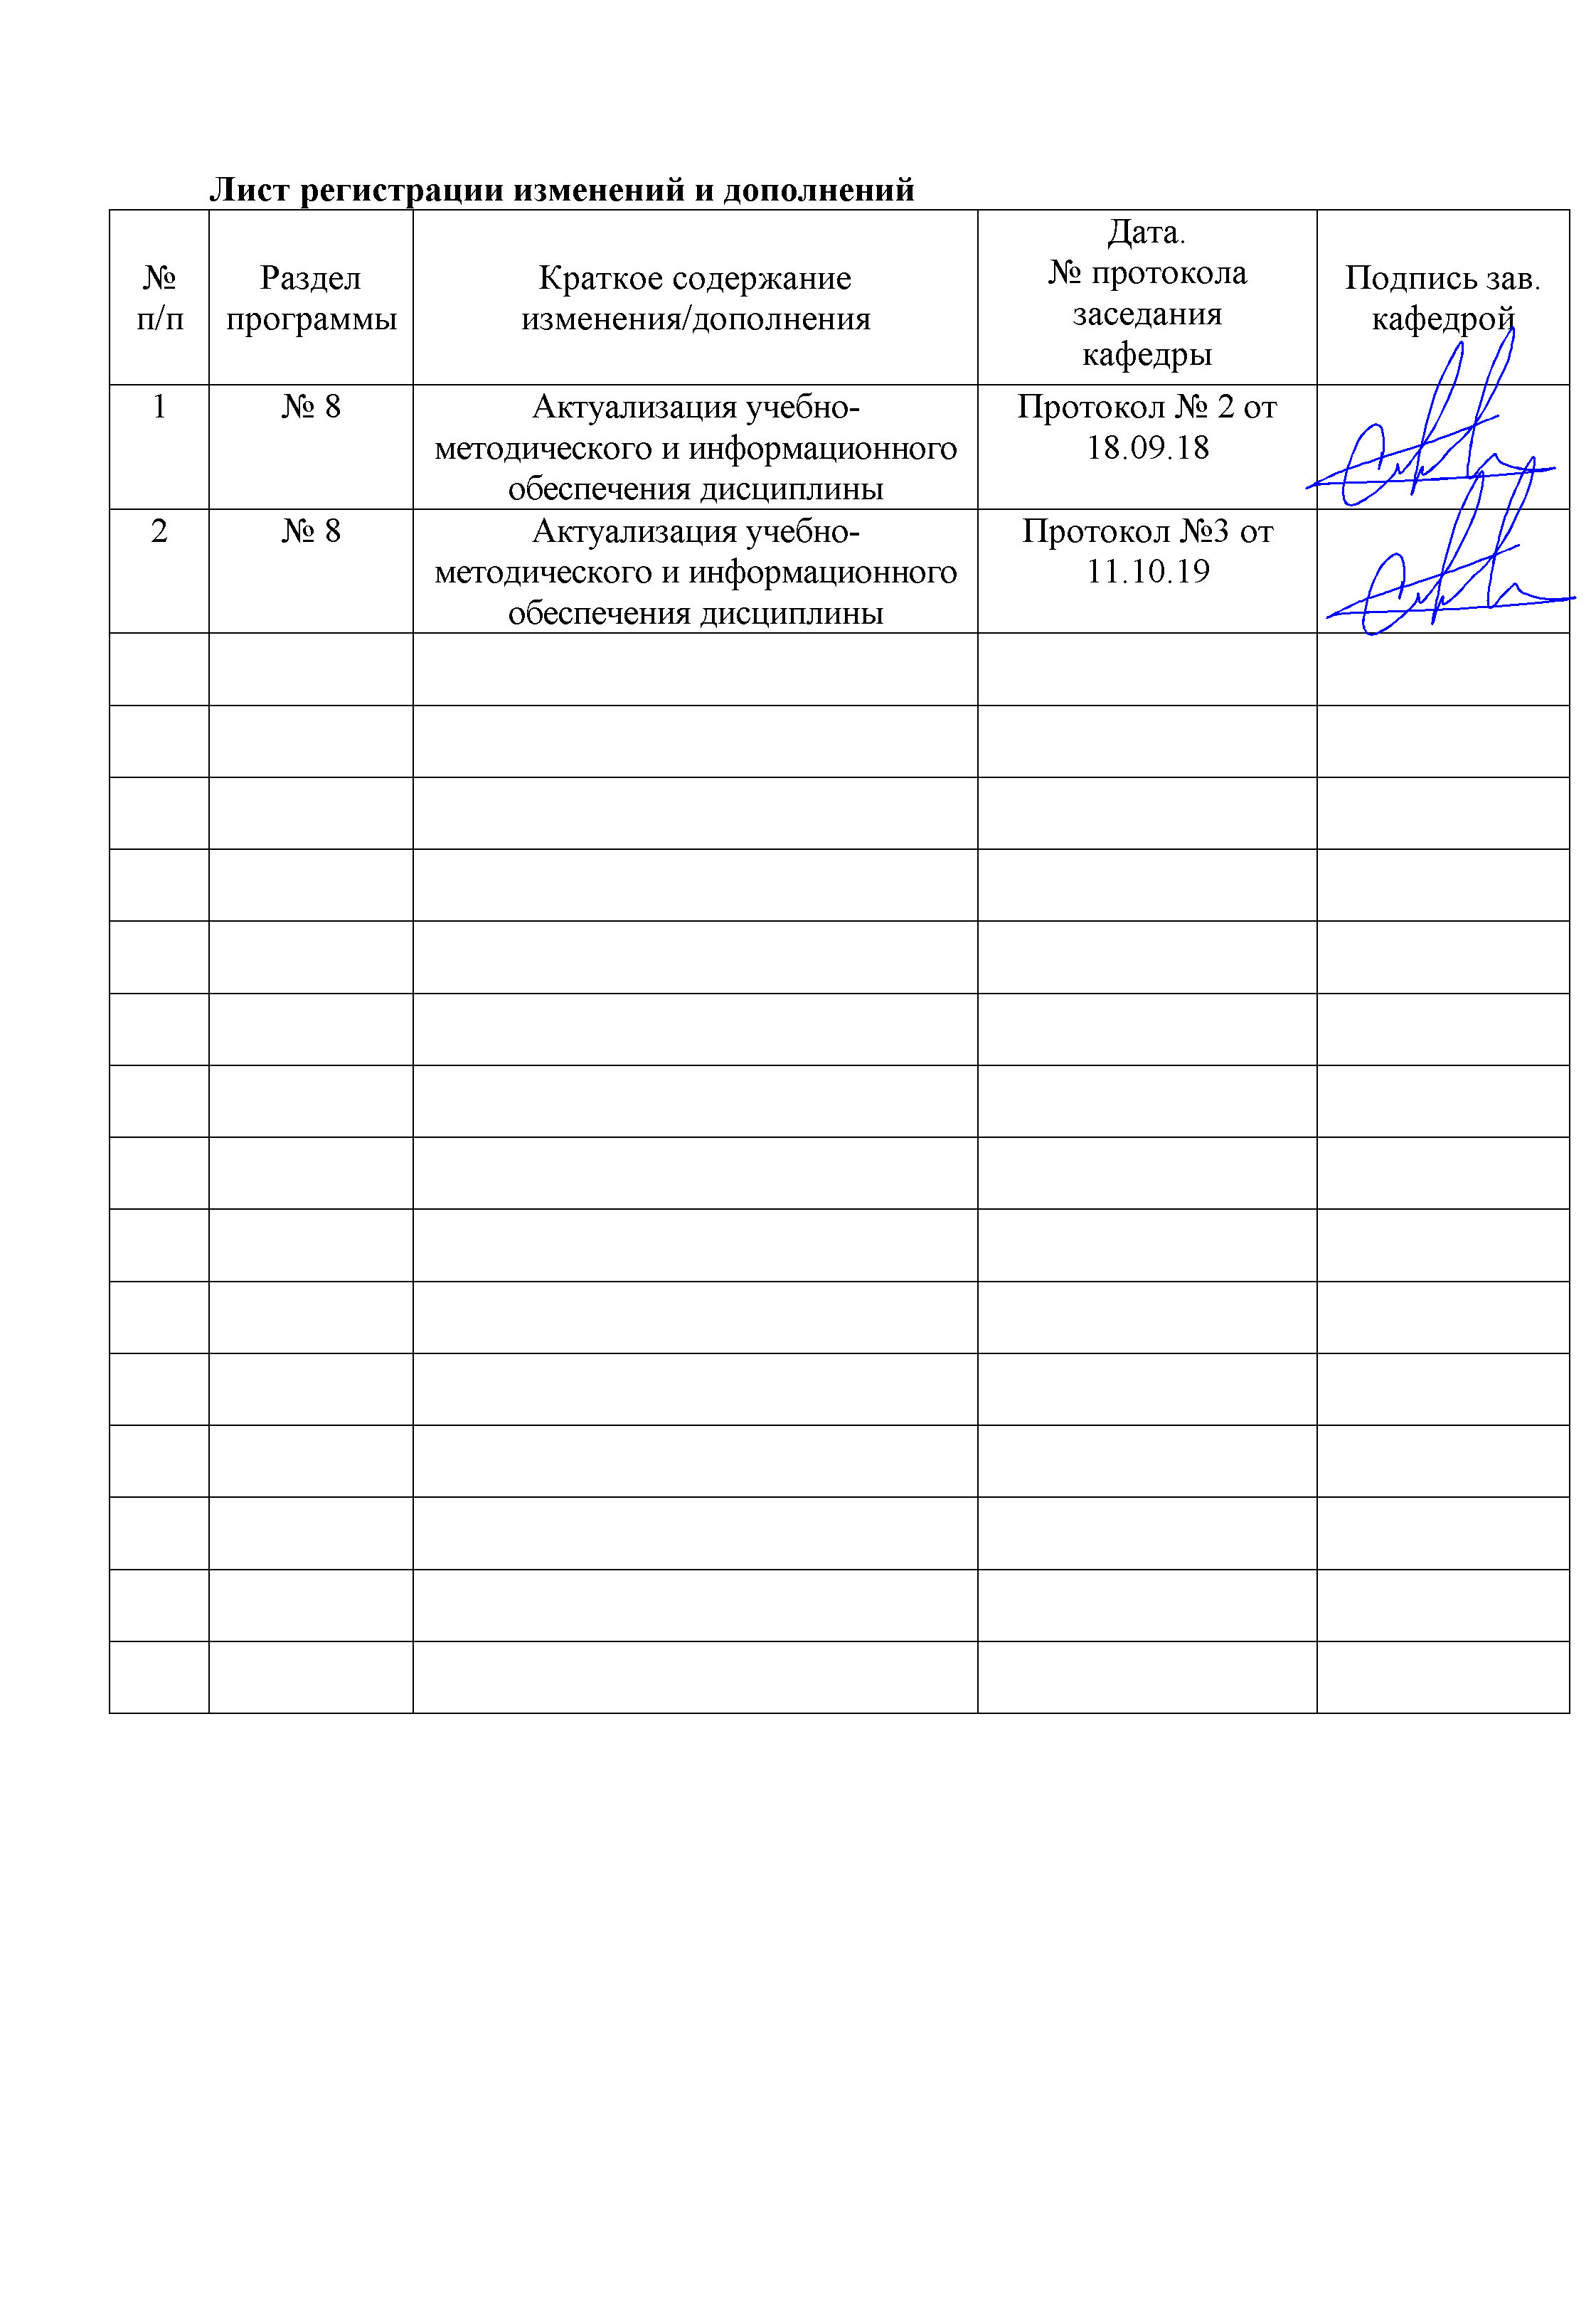 Лист регистрации изменений и дополнений
№
п/п
Раздел
программы
Краткое содержание
изменения/дополнения
Дата.
№ протокола
заседания
кафедры
Подпись зав.
кафедрой
1
№ 8
Актуализация учебно-
методического и информационного
обеспечения дисциплины
Протокол № 2 от
18.09.18
2
№ 8
Актуализация учебно-
методического и информационного
обеспечения дисциплины
Протокол №3 от
11.10.19